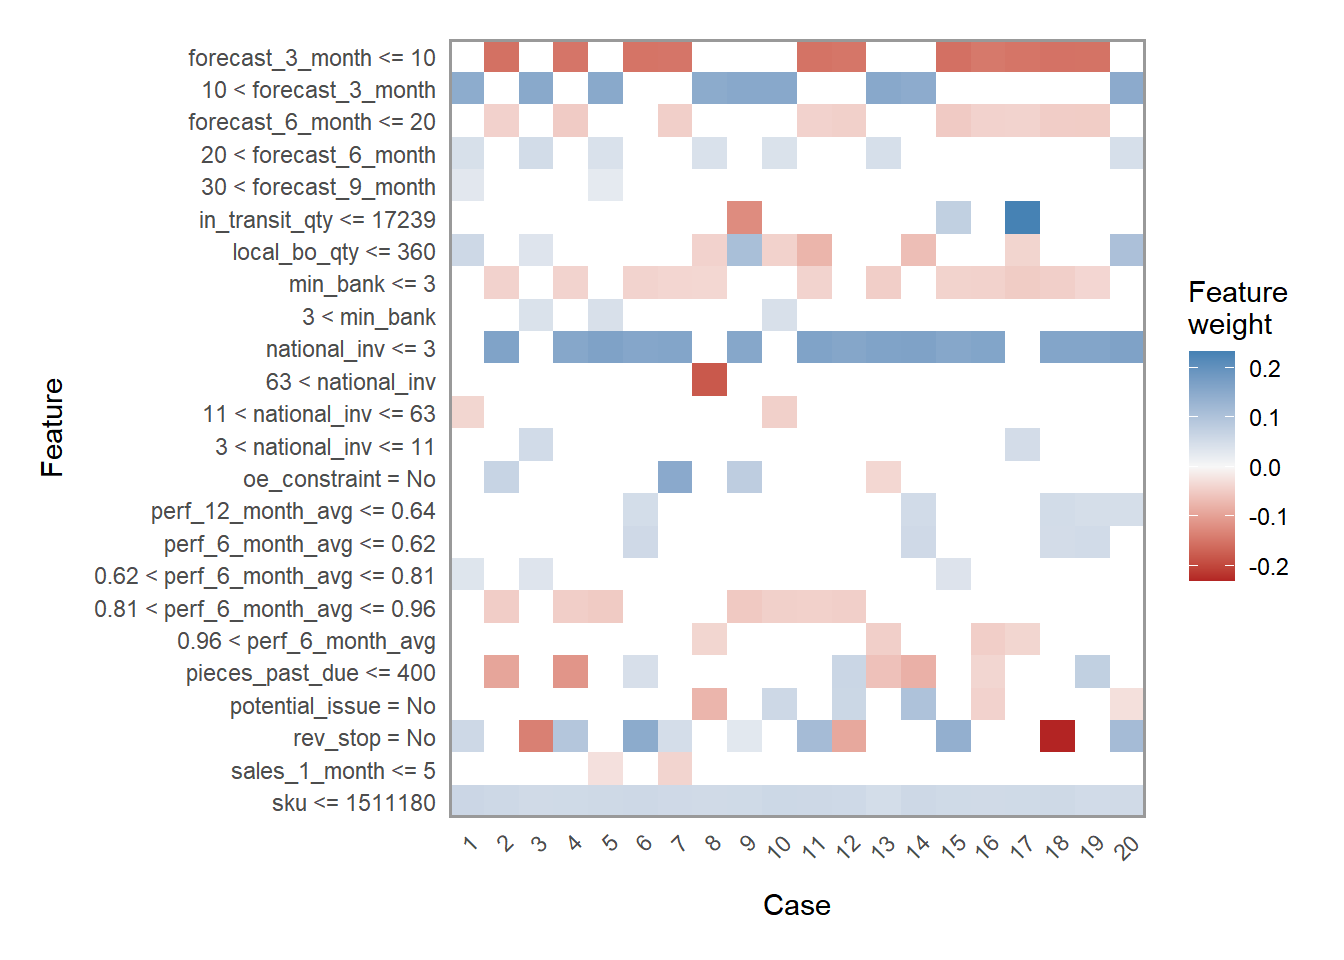 forecast_3_month <= 10
10 < forecast_3_month
forecast_6_month <= 20
20 < forecast_6_month
30 < forecast_9_month
in_transit_qty <= 17239
local_bo_qty <= 360
min_bank <= 3
3 < min_bank
national_inv <= 3
63 < national_inv
11 < national_inv <= 63
3 < national_inv <= 11
oe_constraint = No
perf_12_month_avg <= 0.64
perf_6_month_avg <= 0.62
0.62 < perf_6_month_avg <= 0.81
0.81 < perf_6_month_avg <= 0.96
0.96 < perf_6_month_avg
pieces_past_due <= 400
potential_issue = No
rev_stop = No
sales_1_month <= 5
sku <= 1511180
Feature
1 2 3 4 5 6 7 8 9 10 11 12 13 14 15 16 17 18 19 20
Case
Feature
weight
0.2
0.1
0.0
-0.1
-0.2